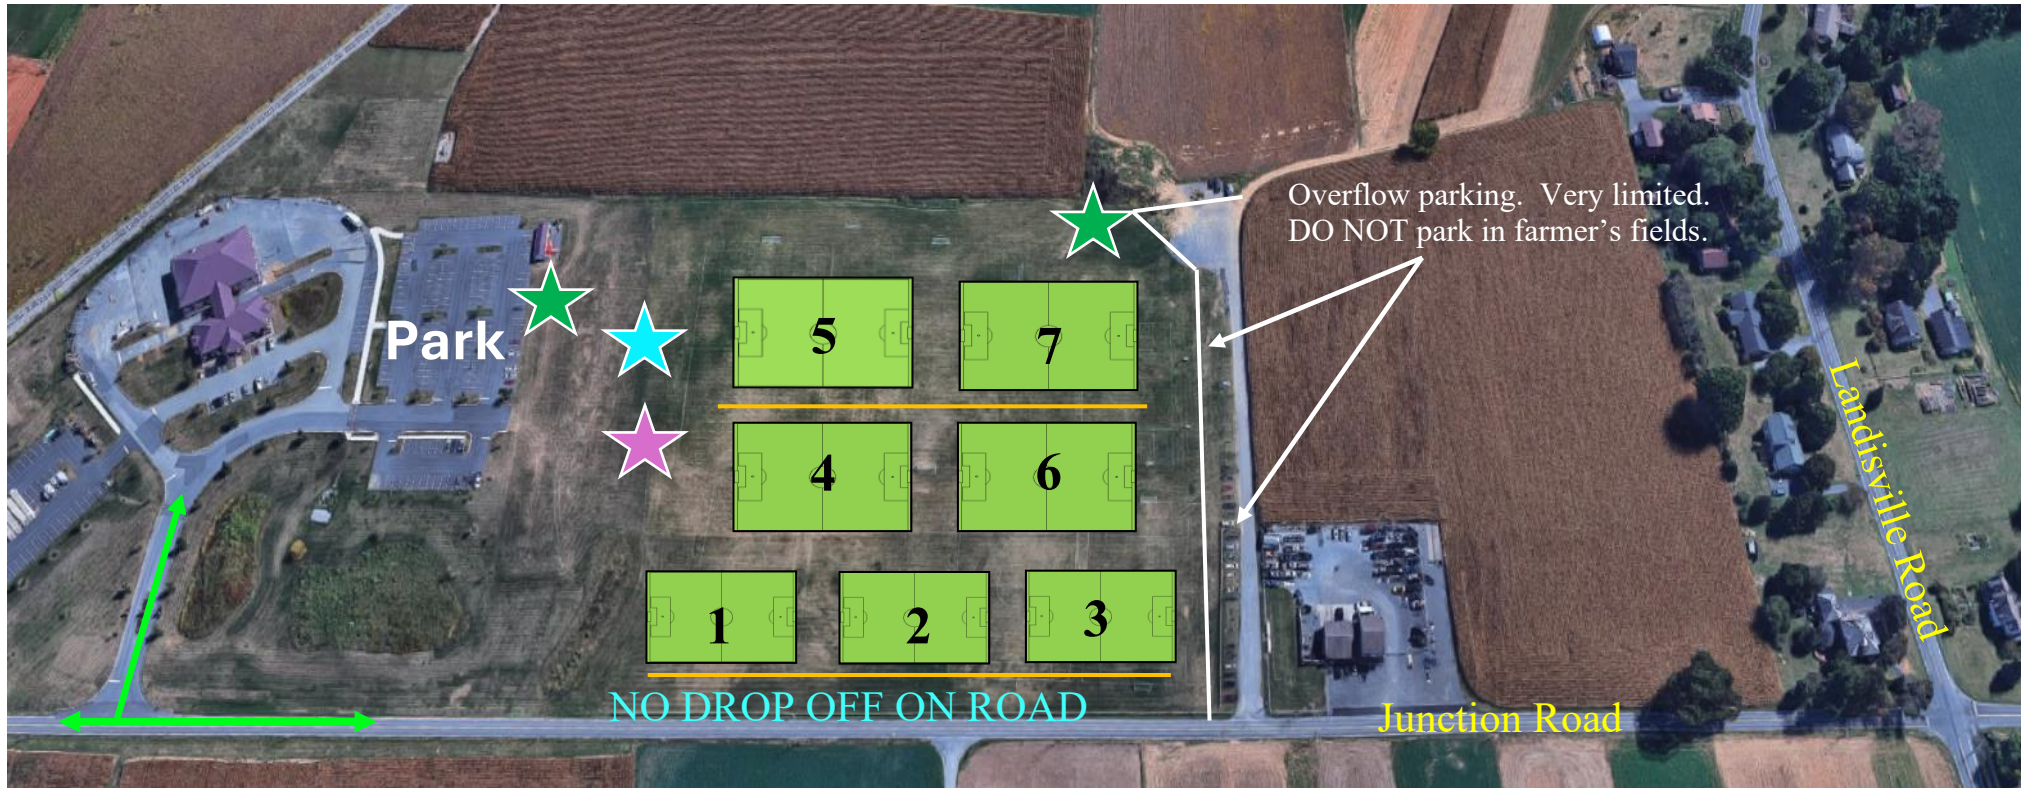 Overflow parking.  Very limited.
DO NOT park in farmer’s fields.
Park
5
7
4
6
1
2
3
NO DROP OFF ON ROAD
Junction Road
Landisville Road